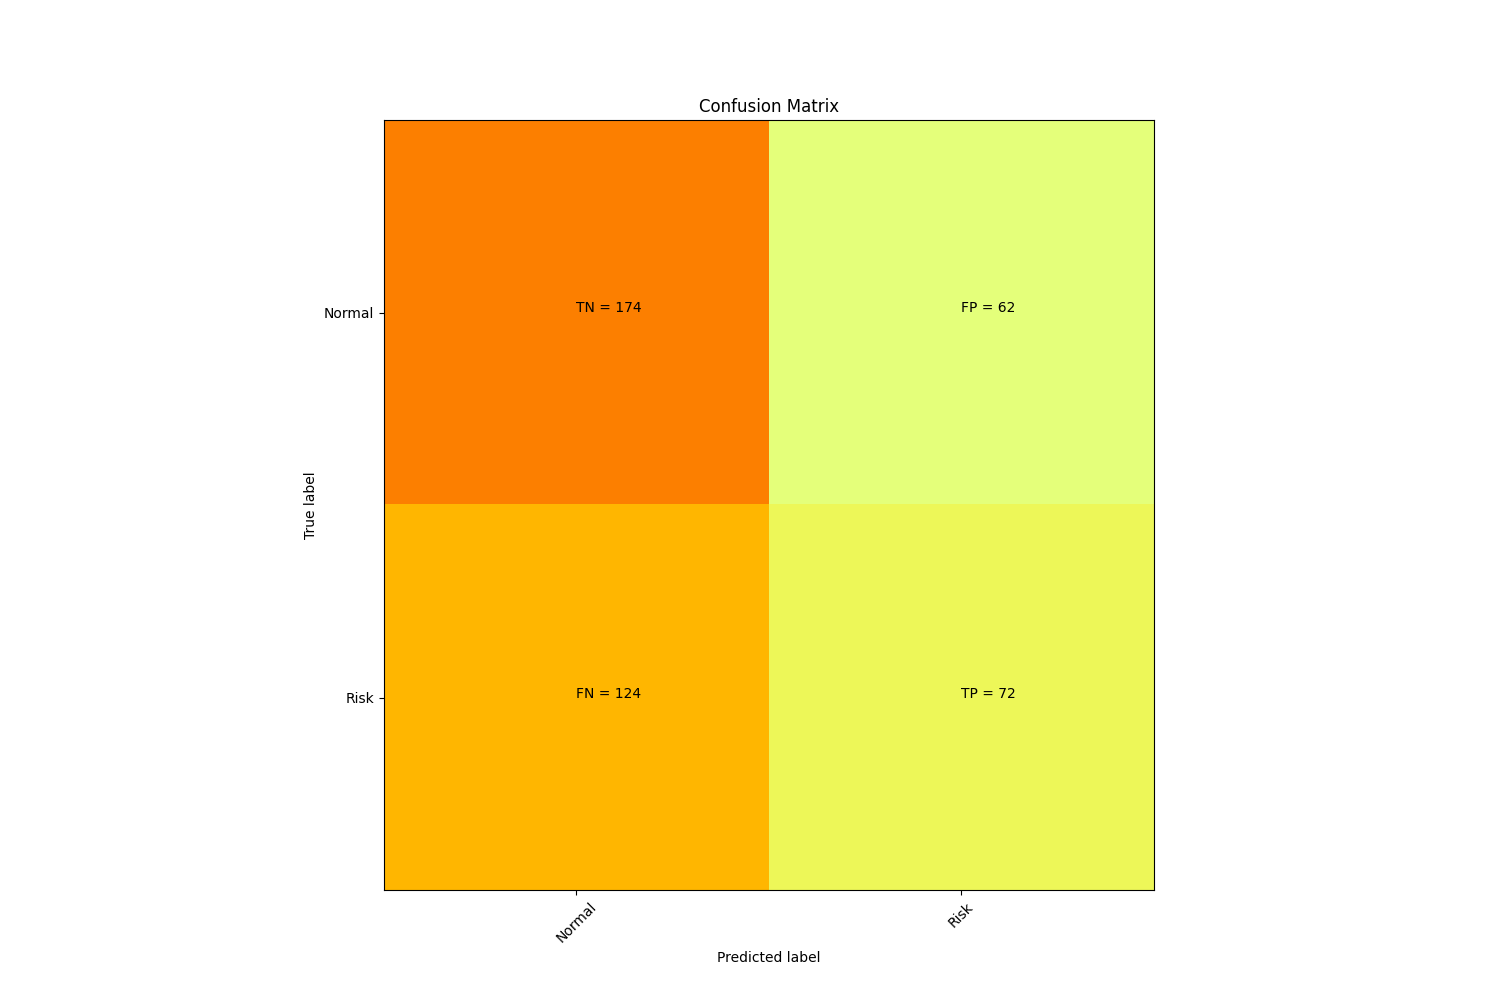 Confusion Matrix
Normal
TN = 174
FP = 62
True label
Risk
FN = 124
TP = 72
Normal
Risk
Predicted label